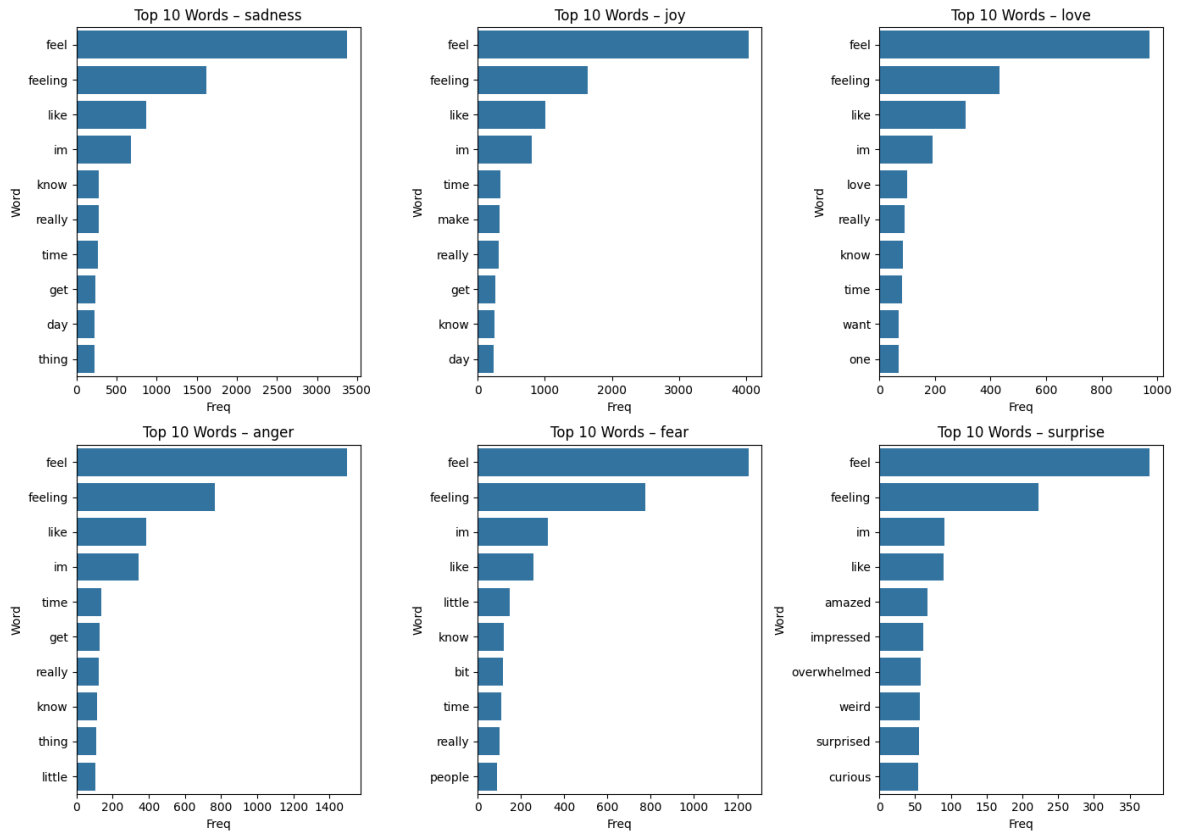 Top 10 Words – sadness
Word
feel
feeling
like
im
know
really
time
get
day
thing
0 500 1000 1500 2000 2500 3000 3500
Freq
Top 10 Words – joy
Word
feel
feeling
like
im
time
make
really
get
know
day
0 1000 2000 3000 4000
Freq
Top 10 Words – love
Word
feel
feeling
like
im
love
really
know
time
want
one
0 200 400 600 800 1000
Freq
Top 10 Words – anger
Word
feel
feeling
like
im
time
get
really
know
thing
little
0 200 400 600 800 1000 1200 1400
Freq
Top 10 Words – fear
Word
feel
feeling
im
like
little
know
bit
time
really
people
0 200 400 600 800 1000 1200
Freq
Top 10 Words – surprise
Word
feel
feeling
im
like
amazed
impressed
overwhelmed
weird
surprised
curious
0 50 100 150 200 250 300 350
Freq